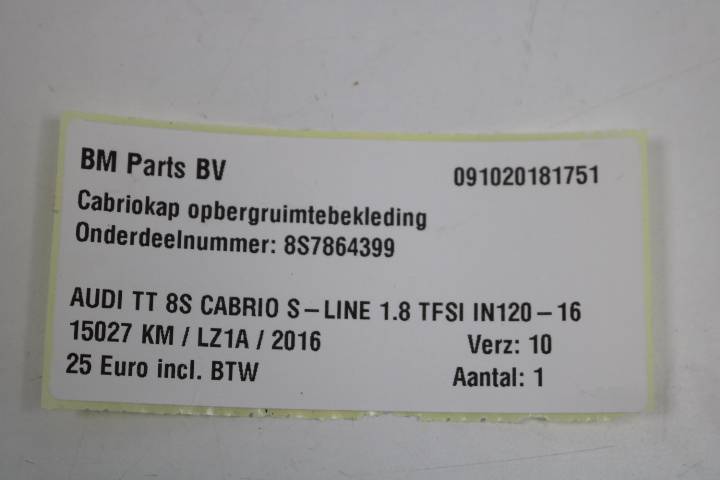 BM Parts BV 091020181751
Cabriokap opbergruimtebekleding
Onderdeelnummer: 8S7864399
AUDI TT 8S CABRIO S-LINE 1.8 TFSI IN120-16
15027 KM / LZ1A / 2016 Verz: 10
25 Euro incl. BTW Aantal: 1